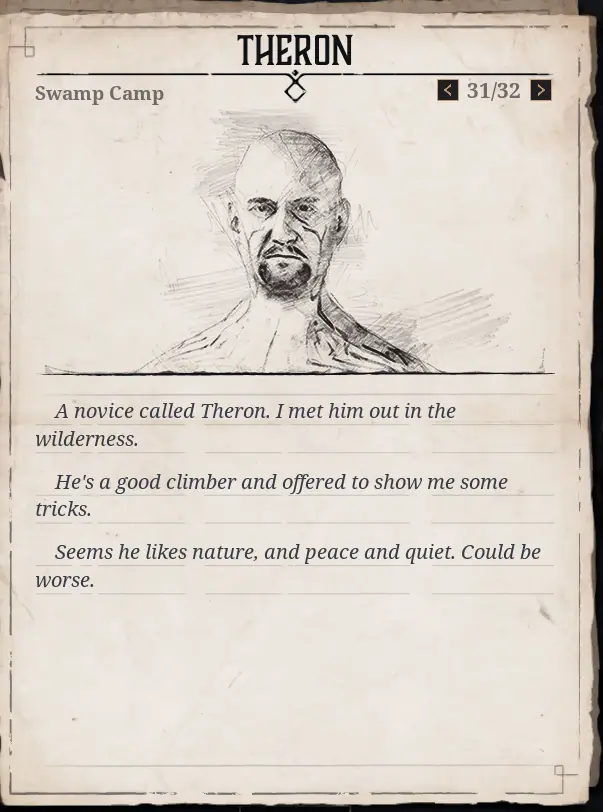 THERON
Swamp Camp
< 31/32 >
A novice called Theron. I met him out in the
wilderness.
He's a good climber and offered to show me some
tricks.
Seems he likes nature, and peace and quiet. Could be
worse.